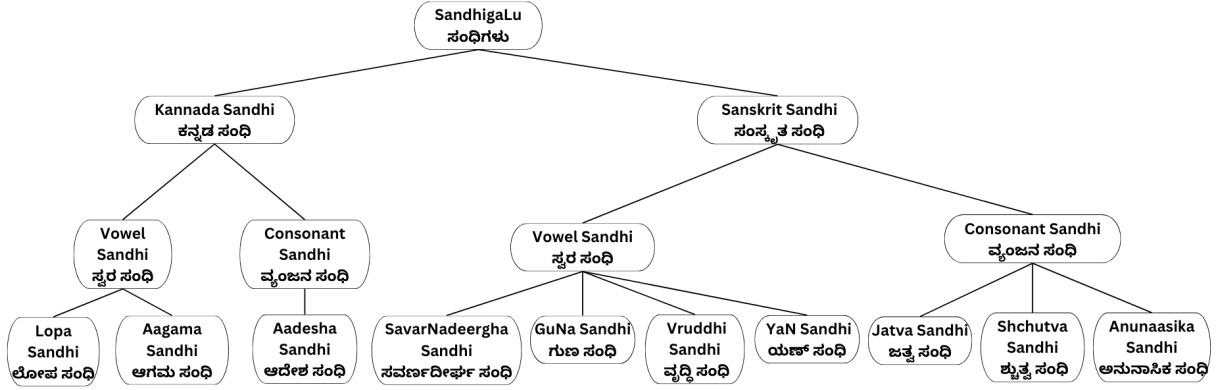 SandhigaLu
ಸಂಧಿಗಳು
Kannada Sandhi
ಕನ್ನಡ ಸಂಧಿ
Sanskrit Sandhi
ಸಂಸ್ಕೃತ ಸಂಧಿ
Vowel
Sandhi
ಸ್ವರ ಸಂಧಿ
Consonant
Sandhi
ವ್ಯಂಜನ ಸಂಧಿ
Vowel Sandhi
ಸ್ವರ ಸಂಧಿ
Consonant Sandhi
ವ್ಯಂಜನ ಸಂಧಿ
Lopa
Sandhi
ಲೋಪ ಸಂಧಿ
Aagama
Sandhi
ಆಗಮ ಸಂಧಿ
Aadesha
Sandhi
ಆದೇಶ ಸಂಧಿ
SavarNadeergha
Sandhi
ಸವರ್ಣದೀರ್ಘ ಸಂಧಿ
GuNa Sandhi
ಗುಣ ಸಂಧಿ
Vruddhi
Sandhi
ವೃದ್ಧಿ ಸಂಧಿ
YaN Sandhi
ಯಣ್ ಸಂಧಿ
Jatva Sandhi
ಜತ್ವ ಸಂಧಿ
Shchutva
Sandhi
ಶ್ಚುತ್ವ ಸಂಧಿ
Anunaasika
Sandhi
ಅನುನಾಸಿಕ ಸಂಧಿ